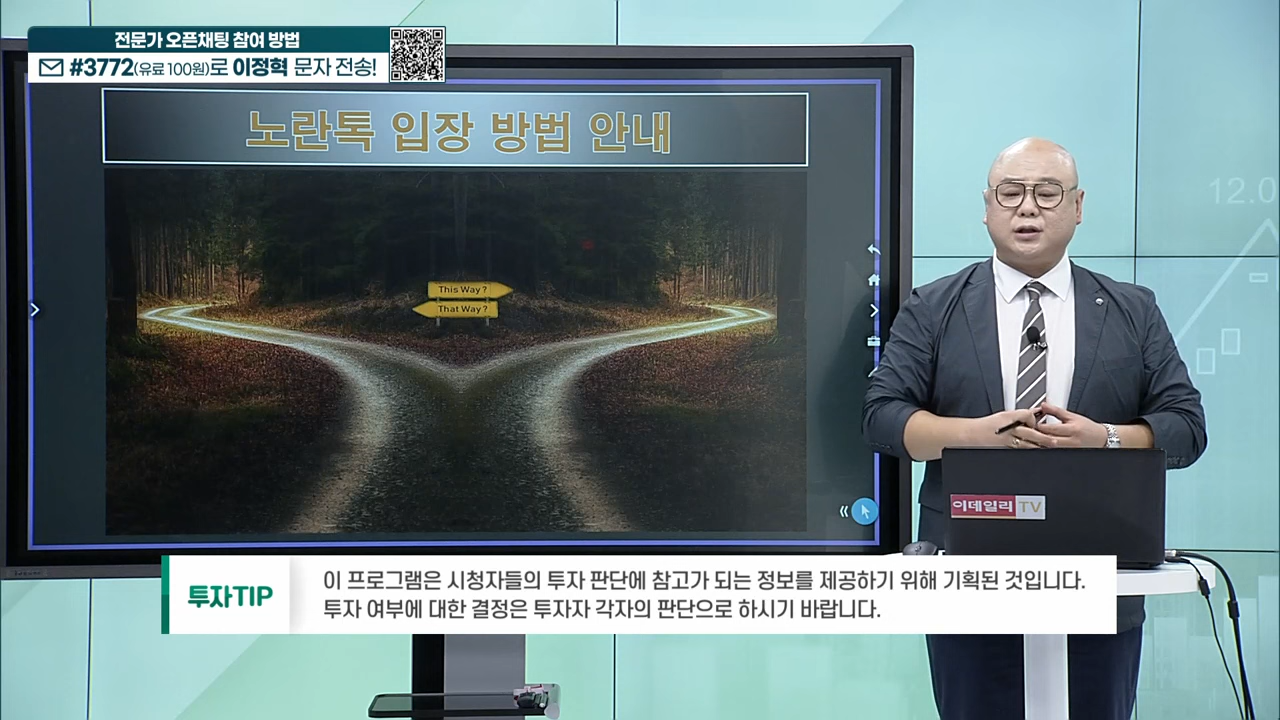 전문가 오픈채팅 참여 방법
#3772(유료 100원)로 이정혁 문자 전송!
노란톡 입장 방법 안내
This Way ?
That Way ?
12.0
이데일리 TV
투자TIP
이 프로그램은 시청자들의 투자 판단에 참고가 되는 정보를 제공하기 위해 기획된 것입니다.
투자 여부에 대한 결정은 투자자 각자의 판단으로 하시기 바랍니다.